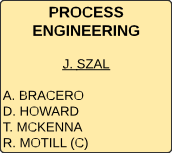 PROCESS
ENGINEERING
J. SZAL
A. BRACERO
D. HOWARD
T. MCKENNA
R. MOTILL (C)